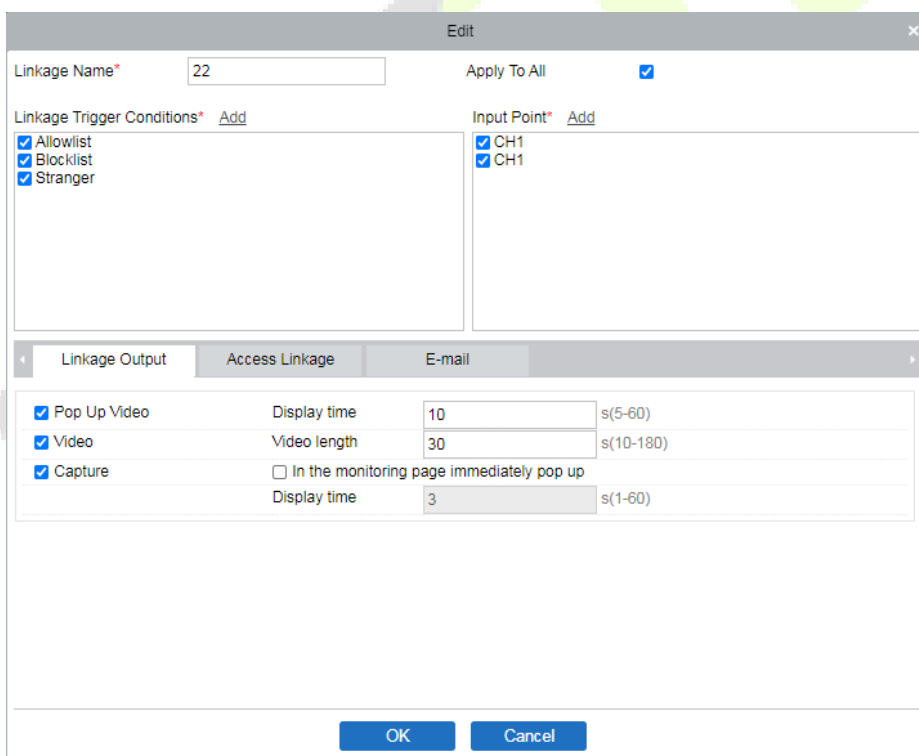 Edit ×
Linkage Name* 22 Apply To All
Linkage Trigger Conditions* Add Input Point* Add
Allowlist CH1
Blocklist CH1
Stranger
Linkage Output Access Linkage E-mail
Pop Up Video Display time 10 s(5-60)
Video Video length 30 s(10-180)
Capture In the monitoring page immediately pop up
Display time 3 s(1-60)
OK Cancel